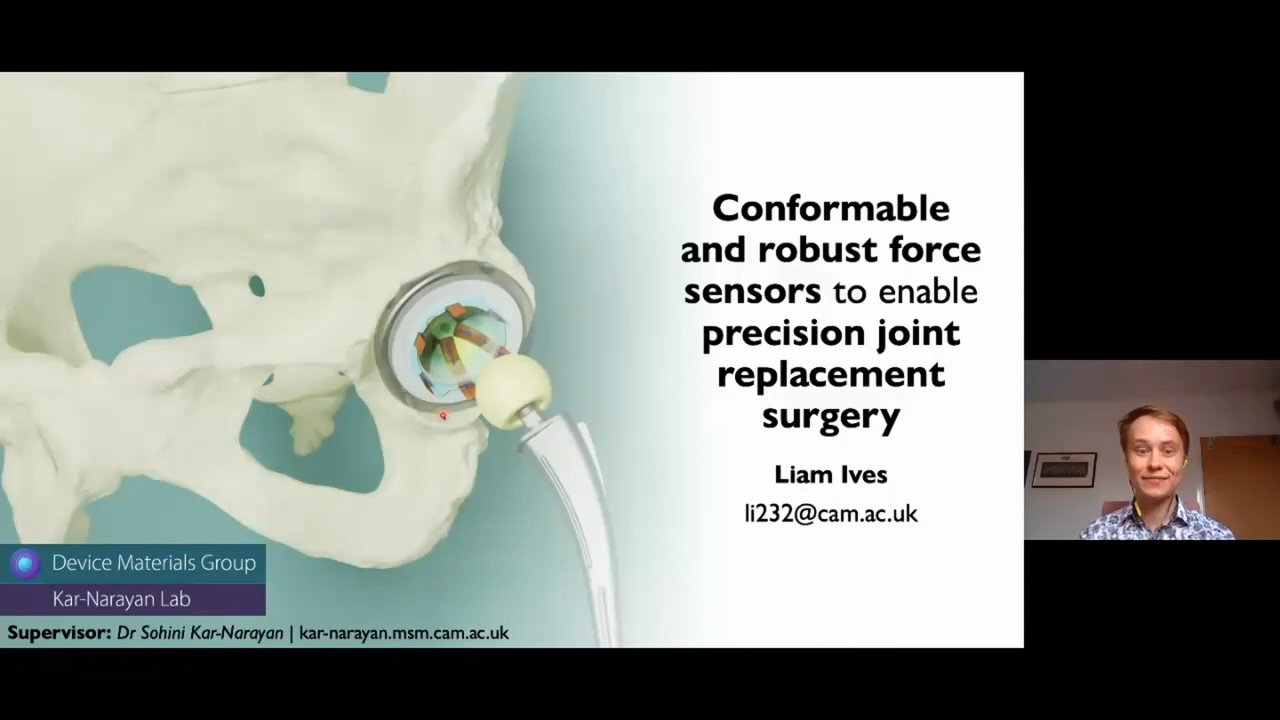 Conformable
and robust force
sensors to enable
precision joint
replacement
surgery
Liam Ives
li232@cam.ac.uk
Device Materials Group
Kar-Narayan Lab
Supervisor: Dr Sohini Kar-Narayan | kar-narayan.msm.cam.ac.uk